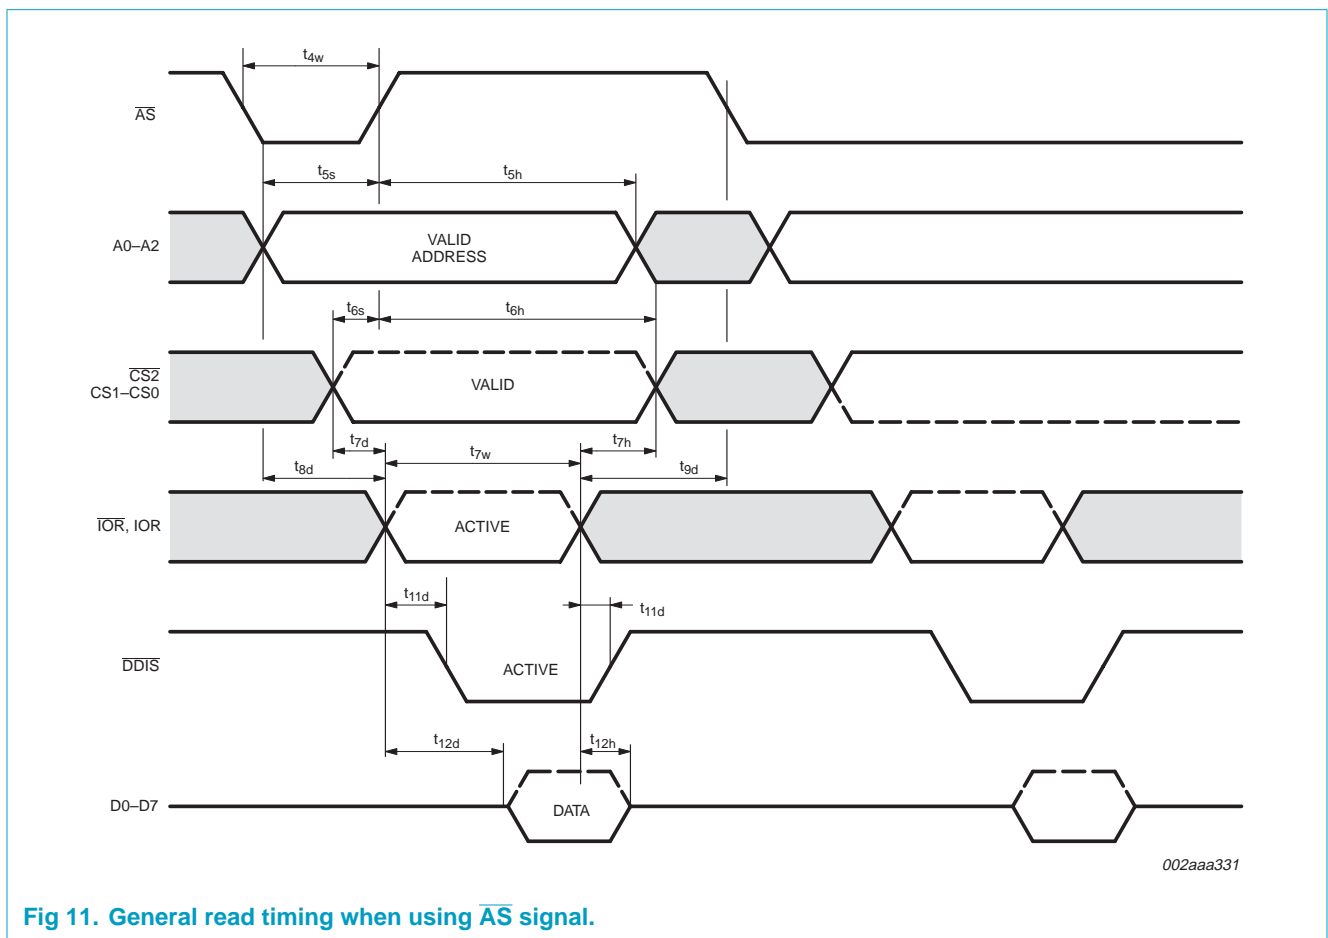 t4w
AS
t5s
t5h
A0–A2
VALID
ADDRESS
t6s
t6h
CS2
CS1–CS0
VALID
t7d
t7w
t7h
t8d
t9d
IOR, IOR
ACTIVE
t11d
t11d
DDIS
ACTIVE
t12d
t12h
D0–D7
DATA
002aaa331
Fig 11. General read timing when using AS signal.